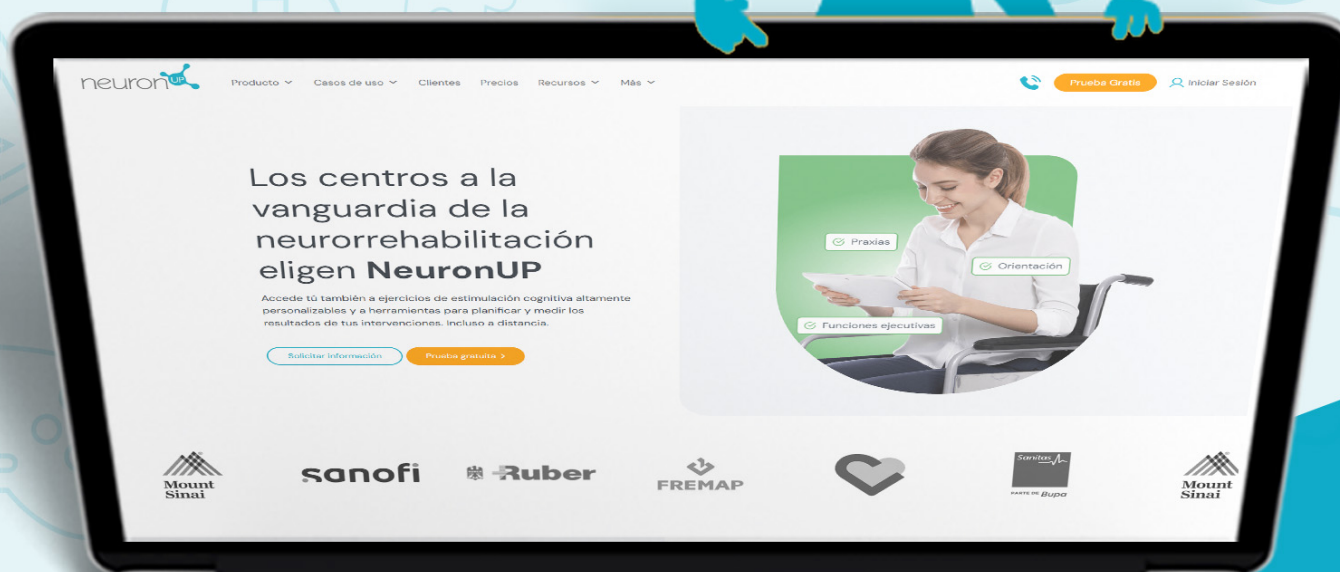 neuronUP
Producto
Casos de uso
Clientes
Precios
Recursos
Más
Prueba Gratis
Iniciar Sesión
Los centros a la
vanguardia de la
neurorrehabilitación
eligen NeuronUP
Accede tú también a ejercicios de estimulación cognitiva altamente
personalizables y a herramientas para planificar y medir los
resultados de tus intervenciones. Incluso a distancia.
Solicitar información
Prueba gratuita >
Praxias
Orientación
Funciones ejecutivas
Mount
Sinai
sanofi
Ruber
FREMAP
Sanitas
PARTE DE Bupa
Mount
Sinai